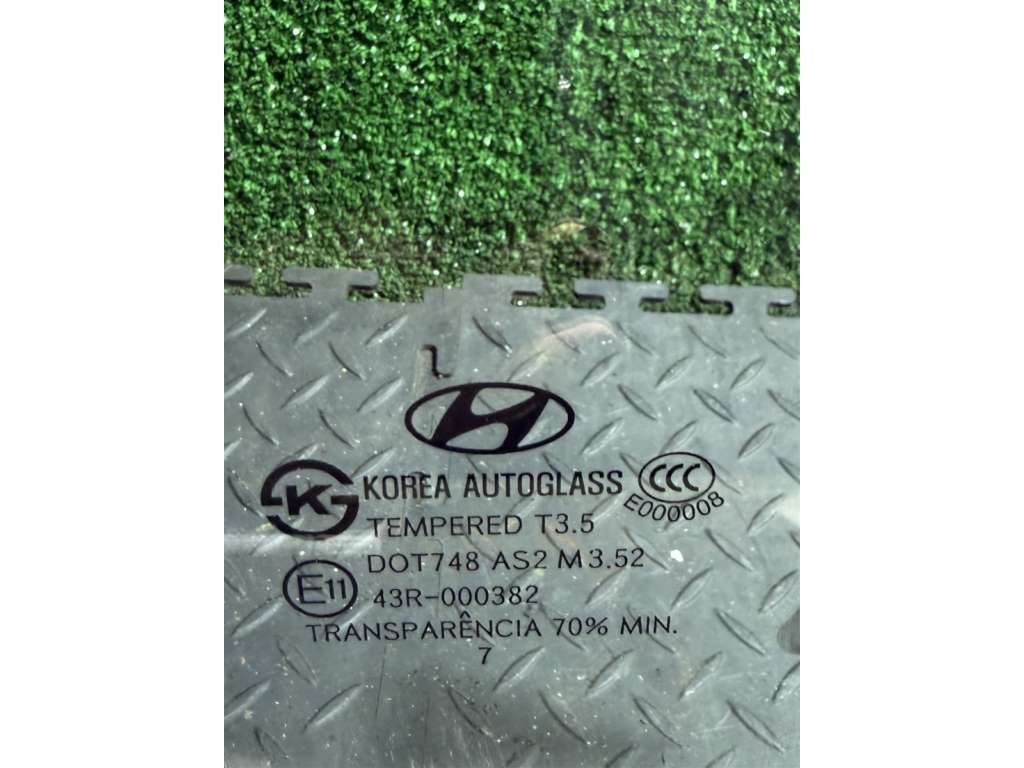 KOREA AUTOGLASS
CCC
E000008
TEMPERED T3.5
DOT748 AS2 M3.52
E11
43R-000382
TRANSPARÊNCIA 70% MIN.
7